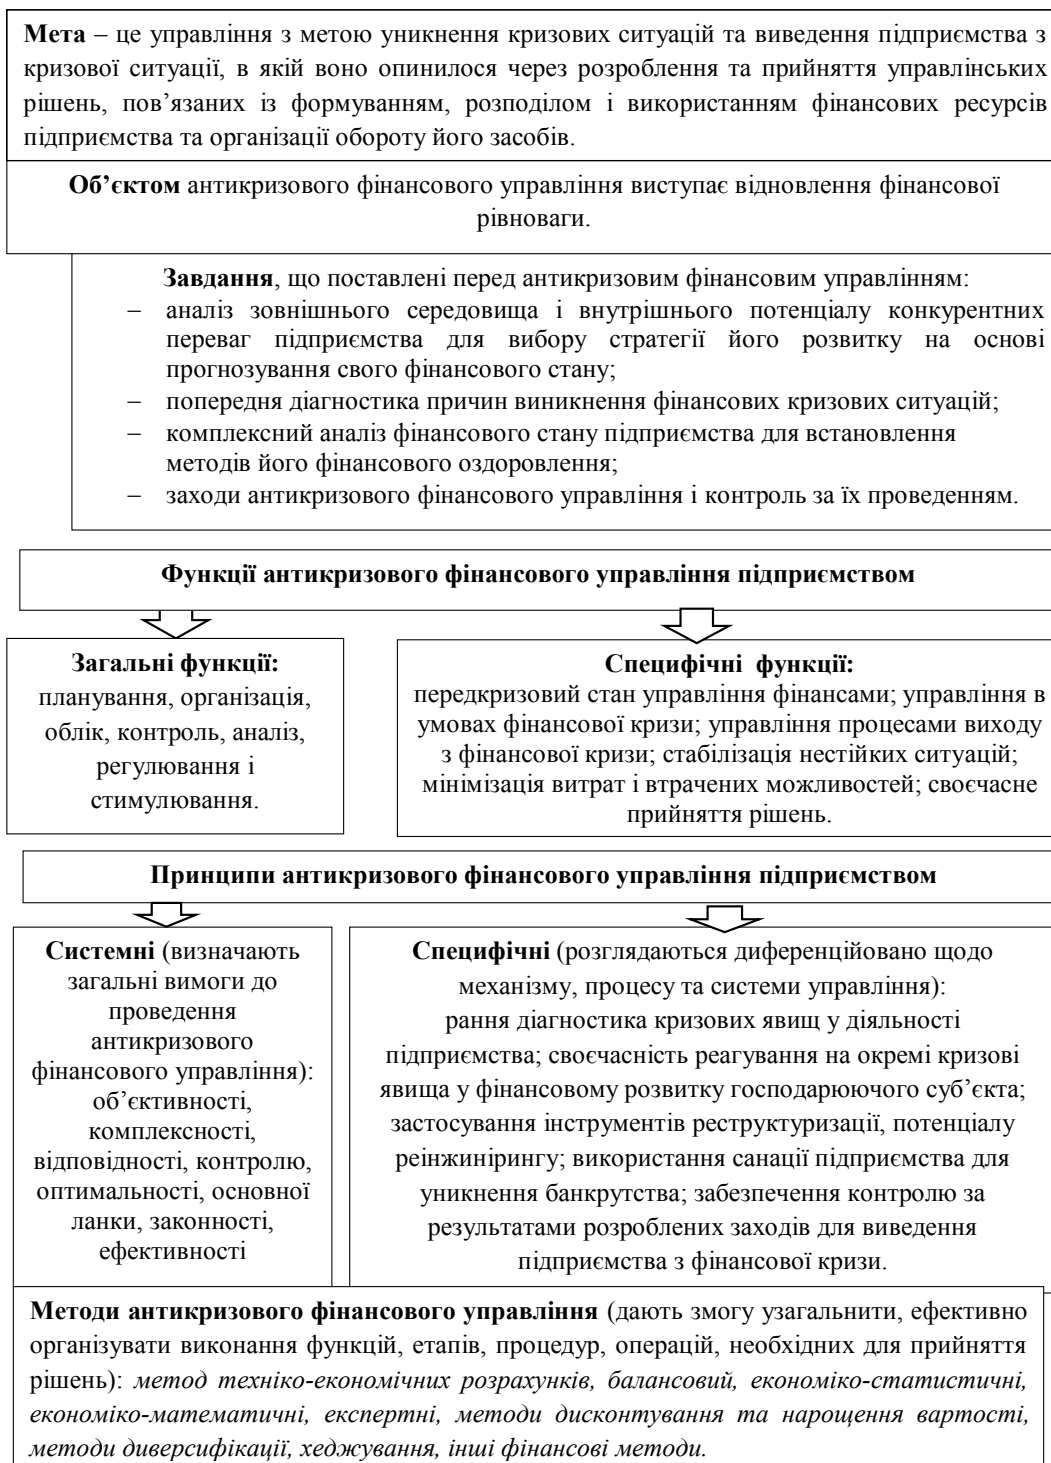 Мета – це управління з метою уникнення кризових ситуацій та виведення підприємства з
кризової ситуації, в якій воно опинилося через розроблення та прийняття управлінських
рішень, пов’язаних із формуванням, розподілом і використанням фінансових ресурсів
підприємства та організації обороту його засобів.
Об’єктом антикризового фінансового управління виступає відновлення фінансової
рівноваги.
Завдання, що поставлені перед антикризовим фінансовим управлінням:
– аналіз зовнішнього середовища і внутрішнього потенціалу конкурентних
переваг підприємства для вибору стратегії його розвитку на основі
прогнозування свого фінансового стану;
– попередня діагностика причин виникнення фінансових кризових ситуацій;
– комплексний аналіз фінансового стану підприємства для встановлення
методів його фінансового оздоровлення;
– заходи антикризового фінансового управління і контроль за їх проведенням.
Функції антикризового фінансового управління підприємством
Загальні функції:
планування, організація,
облік, контроль, аналіз,
регулювання і
стимулювання.
Специфічні функції:
передкризовий стан управління фінансами; управління в
умовах фінансової кризи; управління процесами виходу
з фінансової кризи; стабілізація нестійких ситуацій;
мінімізація витрат і втрачених можливостей; своєчасне
прийняття рішень.
Принципи антикризового фінансового управління підприємством
Системні (визначають
загальні вимоги до
проведення
антикризового
фінансового управління):
об’єктивності,
комплексності,
відповідності, контролю,
оптимальності, основної
ланки, законності,
ефективності
Специфічні (розглядаються диференційовано щодо
механізму, процесу та системи управління):
рання діагностика кризових явищ у діяльності
підприємства; своєчасність реагування на окремі кризові
явища у фінансовому розвитку господарюючого суб’єкта;
застосування інструментів реструктуризації, потенціалу
реінжинірингу; використання санації підприємства для
уникнення банкрутства; забезпечення контролю за
результатами розроблених заходів для виведення
підприємства з фінансової кризи.
Методи антикризового фінансового управління (дають змогу узагальнити, ефективно
організувати виконання функцій, етапів, процедур, операцій, необхідних для прийняття
рішень): метод техніко-економічних розрахунків, балансовий, економіко-статистичні,
економіко-математичні, експертні, методи дисконтування та нарощення вартості,
методи диверсифікації, хеджування, інші фінансові методи.